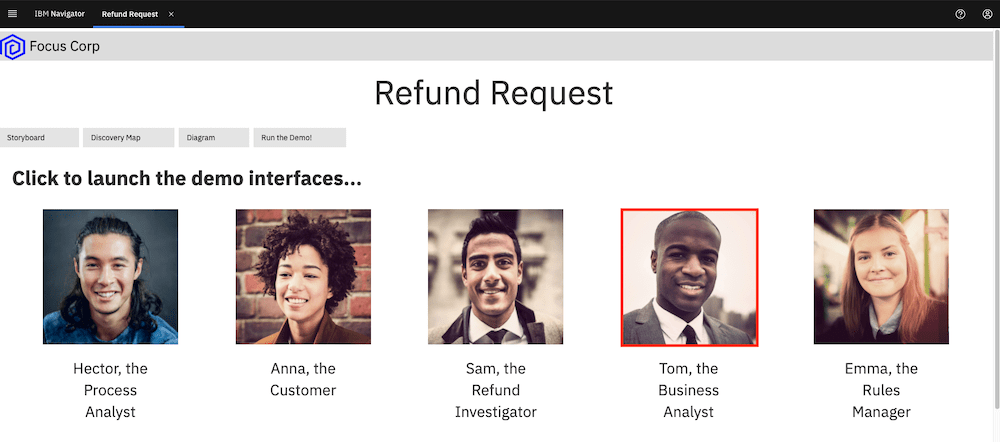 IBM Navigator
Refund Request
Focus Corp
Refund Request
Storyboard
Discovery Map
Diagram
Run the Demo!
Click to launch the demo interfaces...
Hector, the
Process
Analyst
Anna, the
Customer
Sam, the
Refund
Investigator
Tom, the
Business
Analyst
Emma, the
Rules
Manager